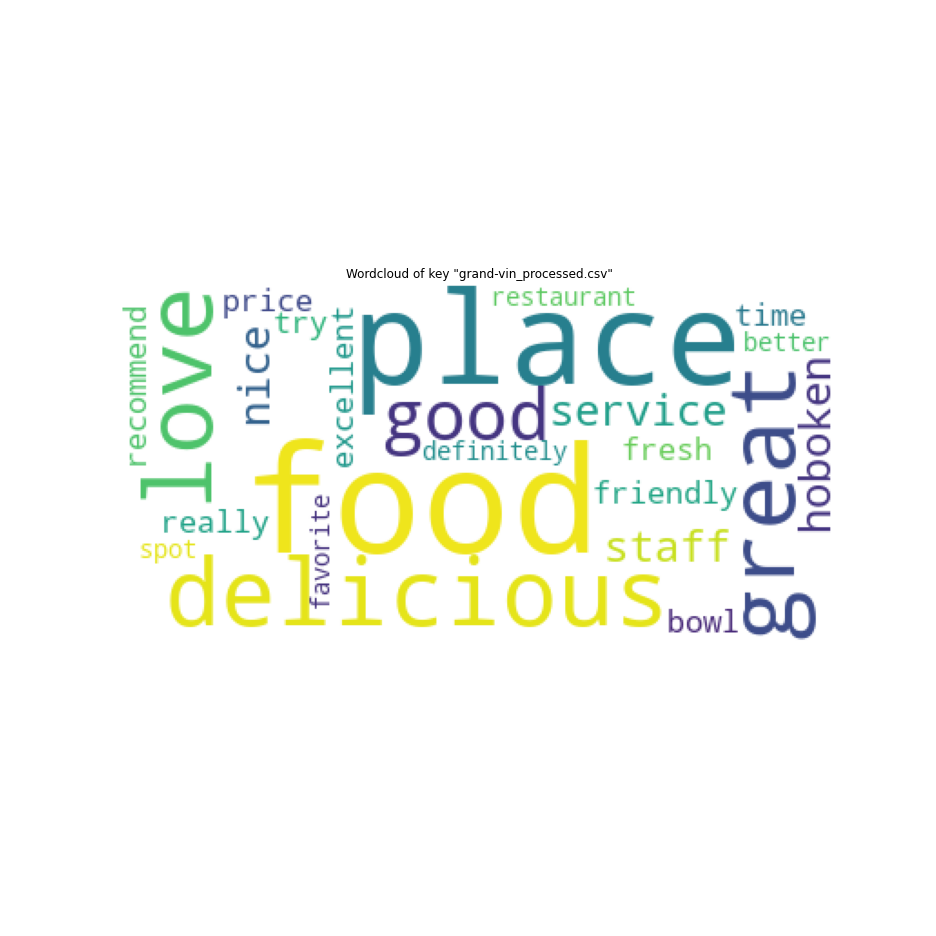 Wordcloud of key "grand-vin_processed.csv"
recommend
love
price
try
nice
excellent
place
restaurant
time
better
good
service
great
hoboken
definitely
fresh
food
friendly
really
spot
favorite
staff
delicious
bowl